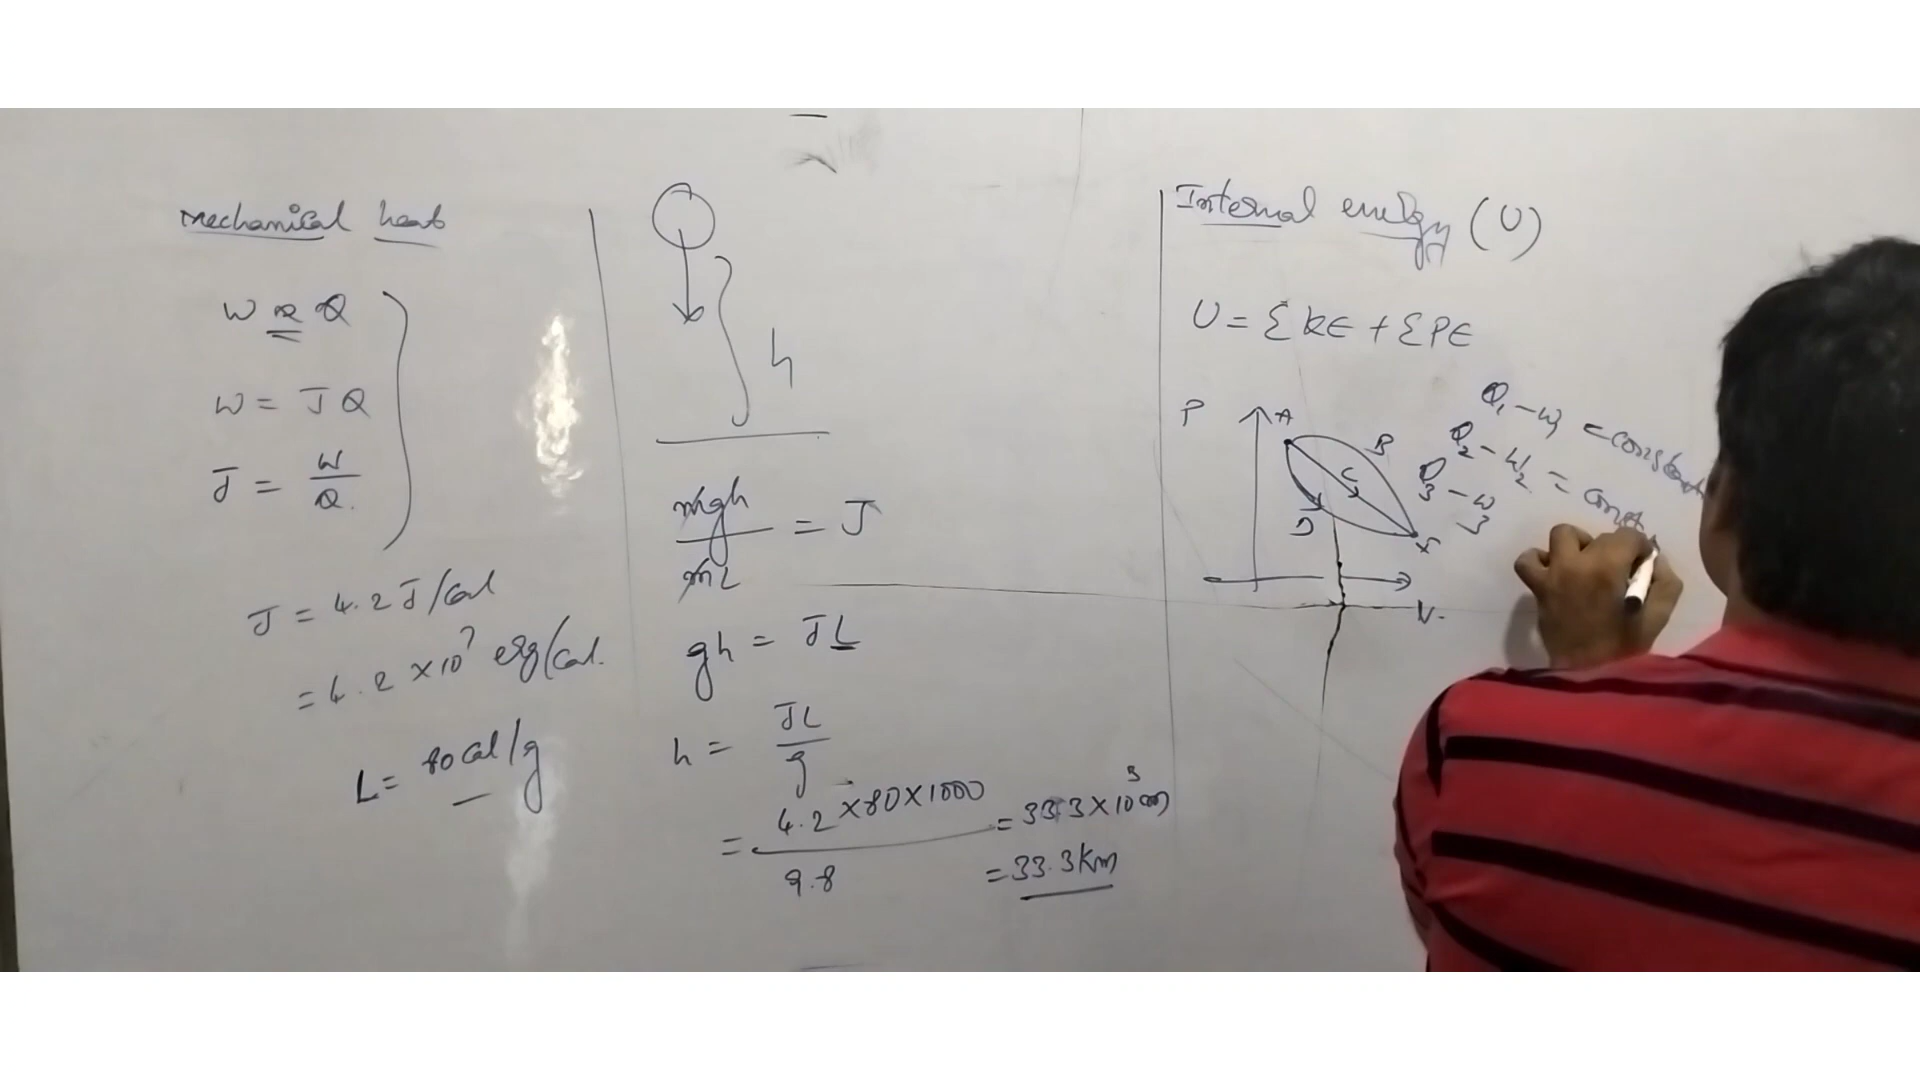 Mechanical heat
W ∝ Q
W = JQ
J = W/Q.
J = 4.2 J/Cal
= 4.2 × 10⁷ erg/Cal.
L = 80 Cal/g
h
mgh/mL = J
gh = JL
h = JL/g
= 4.2 × 80 × 1000 / 9.8 = 33.3 × 10³ m
= 33.3 Km
Internal energy (U)
U = ΣKE + ΣPE
P
A
B
C
D
V.
Q₁ - W₁ = constant
Q₂ - W₂ = const
Q₃ - W₃